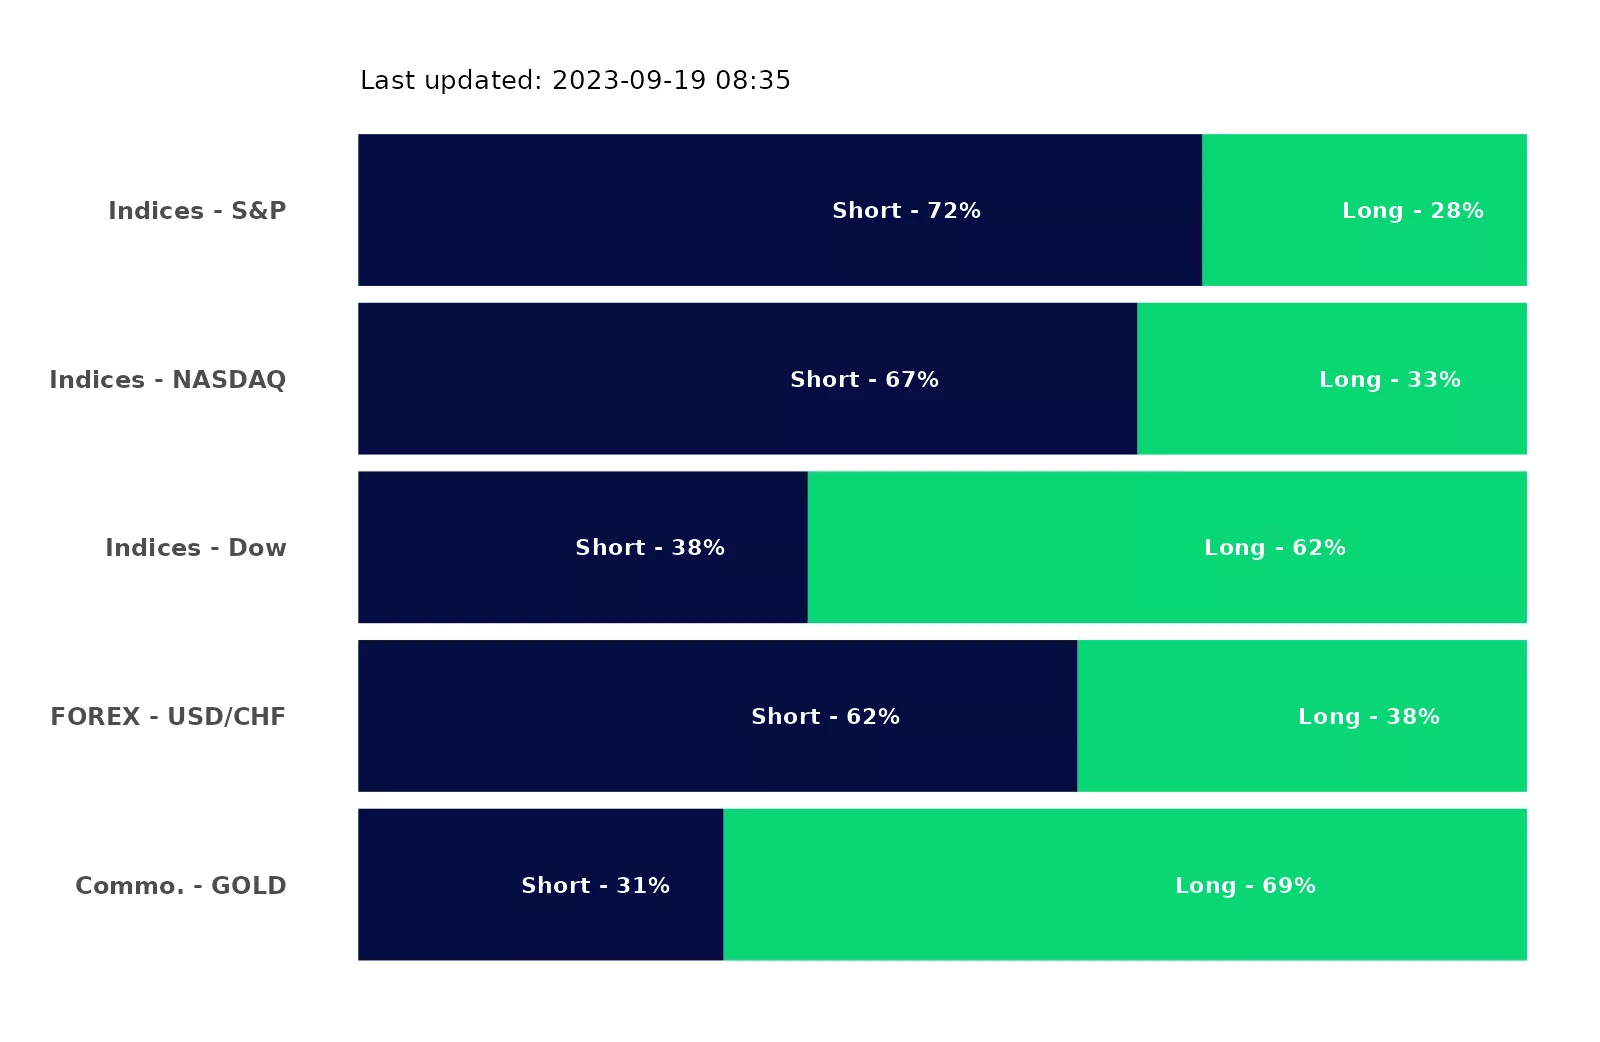 Last updated: 2023-09-19 08:35
Indices - S&P Short - 72% Long - 28%
Indices - NASDAQ Short - 67% Long - 33%
Indices - Dow Short - 38% Long - 62%
FOREX - USD/CHF Short - 62% Long - 38%
Commo. - GOLD Short - 31% Long - 69%